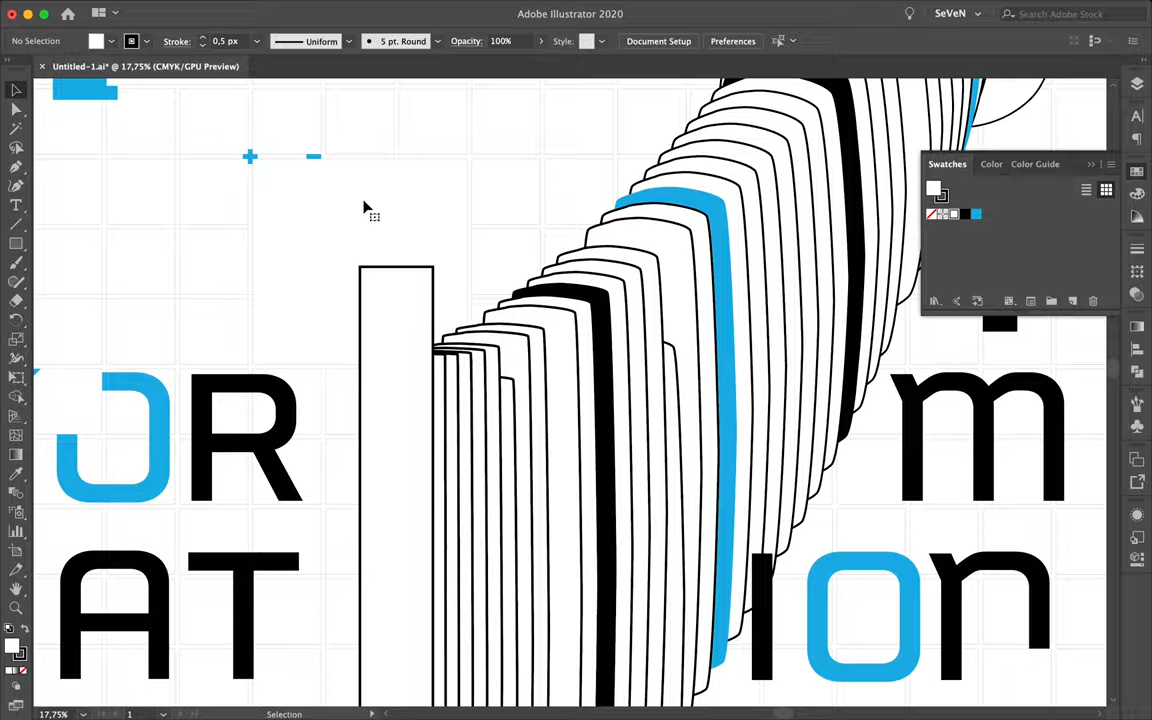 Adobe Illustrator 2020
SeVeN
Search Adobe Stock
No Selection
Stroke:
0,5 px
Uniform
5 pt. Round
Opacity:
100%
Style:
Document Setup
Preferences
Untitled-1.ai* @ 17,75% (CMYK/GPU Preview)
Swatches
Color
Color Guide
OR
m
AT
Ion
17,75%
1
Selection